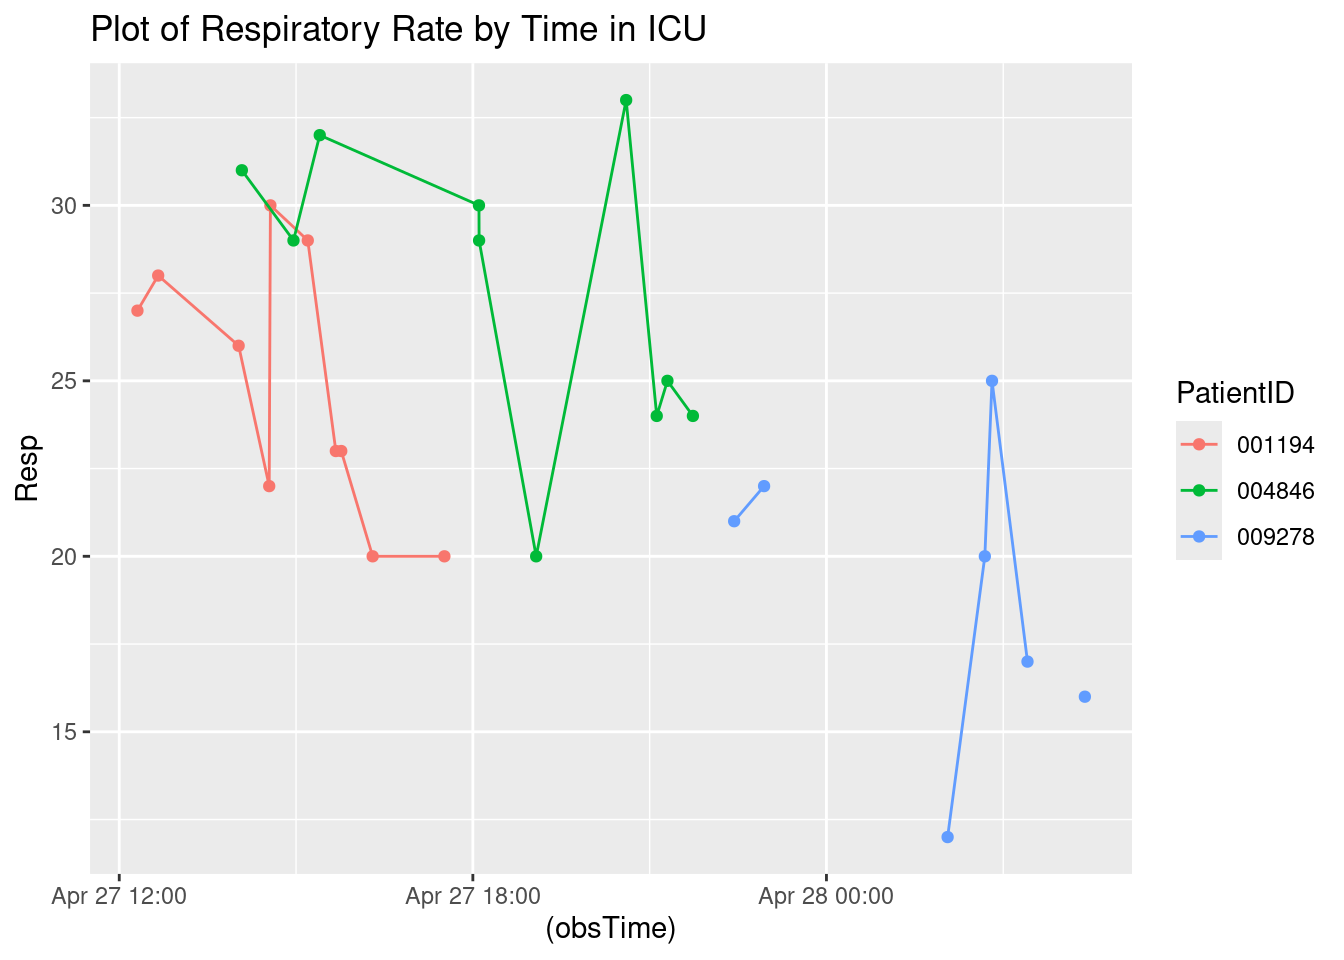 Plot of Respiratory Rate by Time in ICU
Resp
30
25
20
15
Apr 27 12:00
Apr 27 18:00
Apr 28 00:00
(obsTime)
PatientID
001194
004846
009278